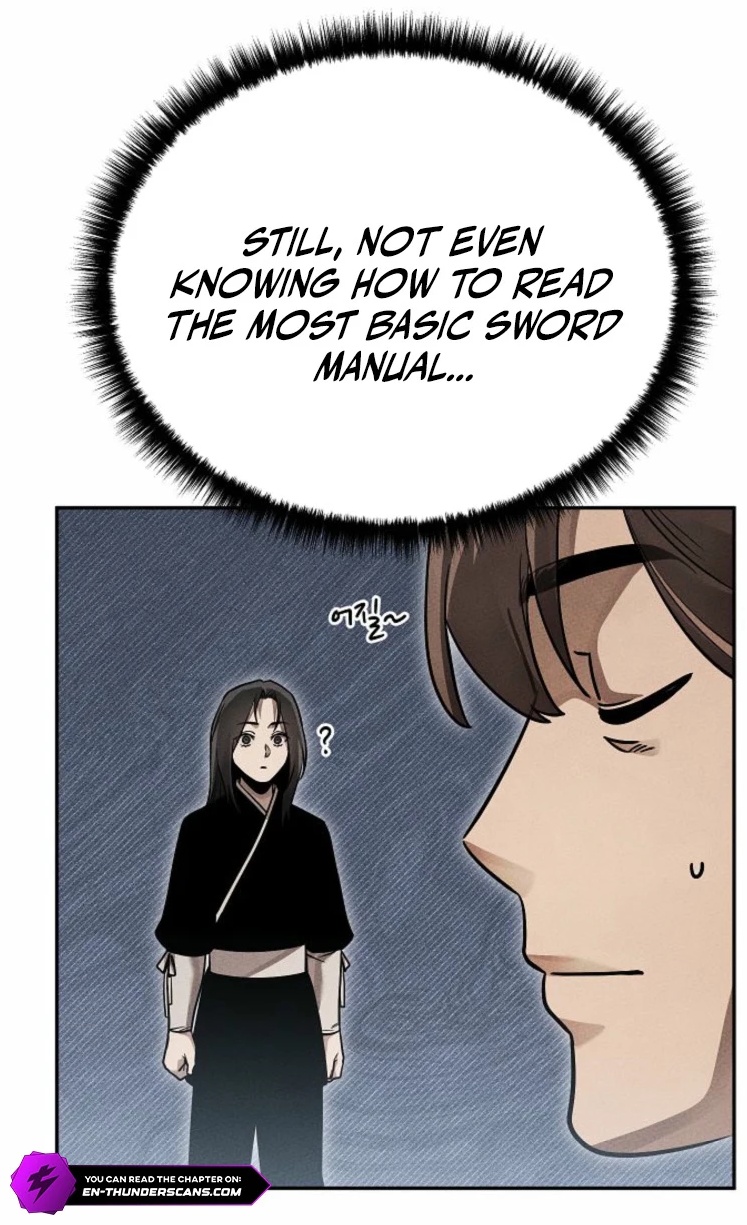 STILL, NOT EVEN
KNOWING HOW TO READ
THE MOST BASIC SWORD
MANUAL...
어질~
?
YOU CAN READ THE CHAPTER ON:
EN-THUNDERSCANS.COM